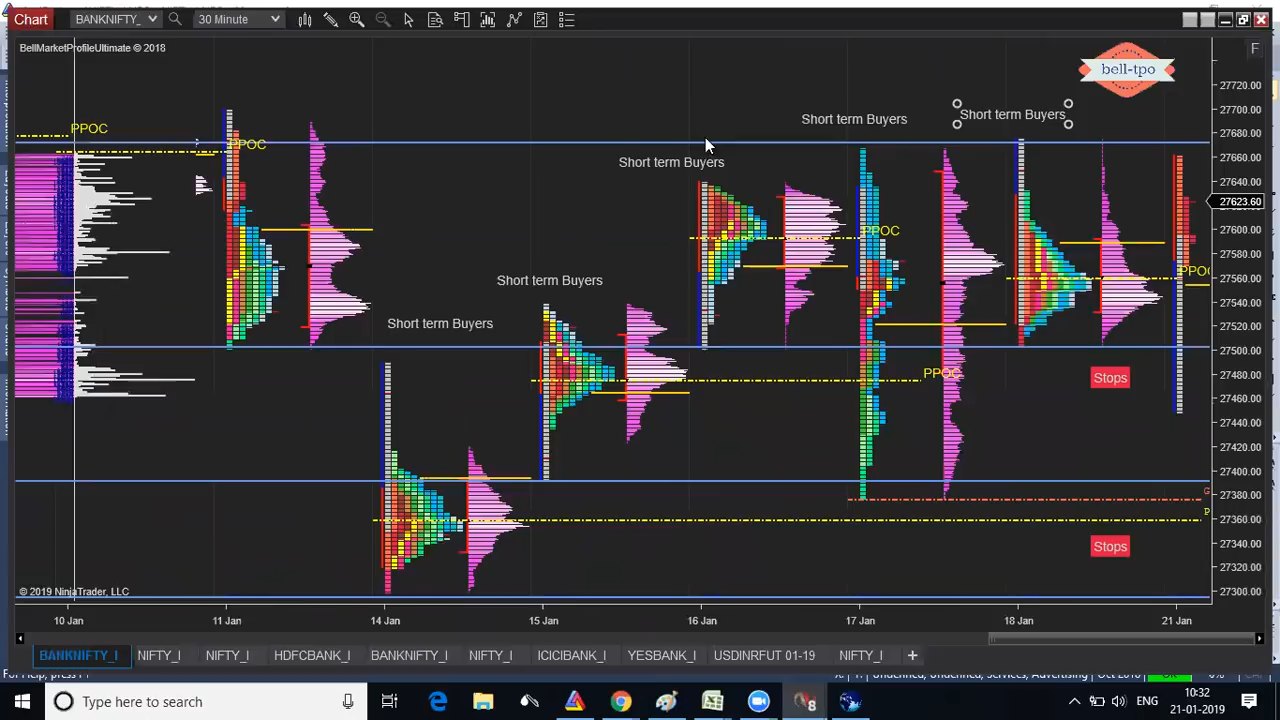 Chart
BANKNIFTY_
30 Minute
BellMarketProfileUltimate © 2018
F
bell-tpo
PPOC
PPOC
Short term Buyers
Short term Buyers
Short term Buyers
Short term Buyers
Short term Buyers
PPOC
PPOC
PPOC
Stops
Stops
27720.00
27700.00
27680.00
27660.00
27640.00
27623.60
27600.00
27580.00
27560.00
27540.00
27520.00
27500.00
27480.00
27460.00
27440.00
27420.00
27400.00
27380.00
27360.00
27340.00
27320.00
27300.00
© 2019 NinjaTrader, LLC
10 Jan
11 Jan
14 Jan
15 Jan
16 Jan
17 Jan
18 Jan
21 Jan
BANKNIFTY_I
NIFTY_I
NIFTY_I
HDFCBANK_I
BANKNIFTY_I
NIFTY_I
ICICIBANK_I
YESBANK_I
USDINRFUT 01-19
NIFTY_I
Type here to search
ENG
10:32
21-01-2019